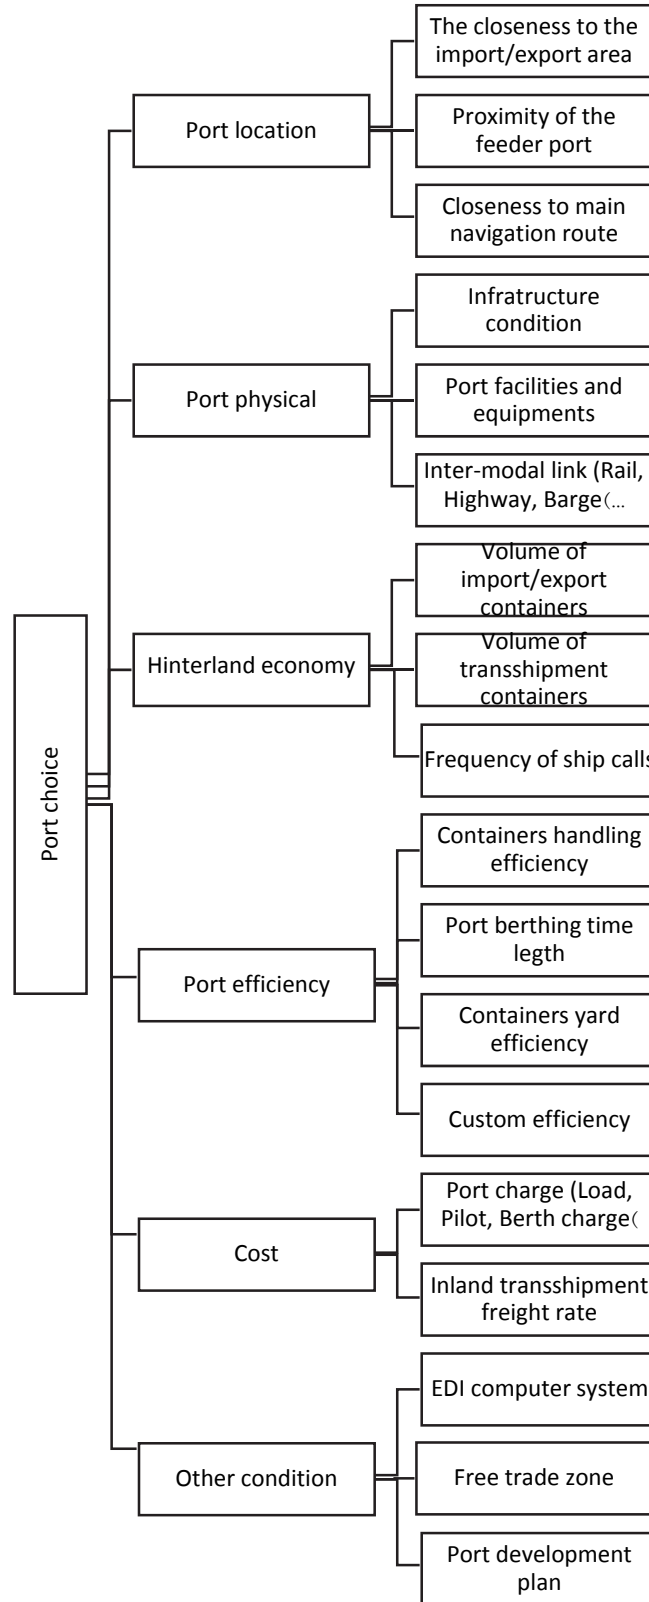 The closeness to the
import/export area
Port location
Proximity of the
feeder port
Closeness to main
navigation route
Infratructure
condition
Port physical
Port facilities and
equipments
Inter-modal link (Rail,
Highway, Barge(...
Volume of
import/export
containers
Hinterland economy
Volume of
transshipment
containers
Frequency of ship calls
Port choice
Containers handling
efficiency
Port berthing time
legth
Port efficiency
Containers yard
efficiency
Custom efficiency
Port charge (Load,
Pilot, Berth charge(
Cost
Inland transshipment
freight rate
EDI computer system
Other condition
Free trade zone
Port development
plan